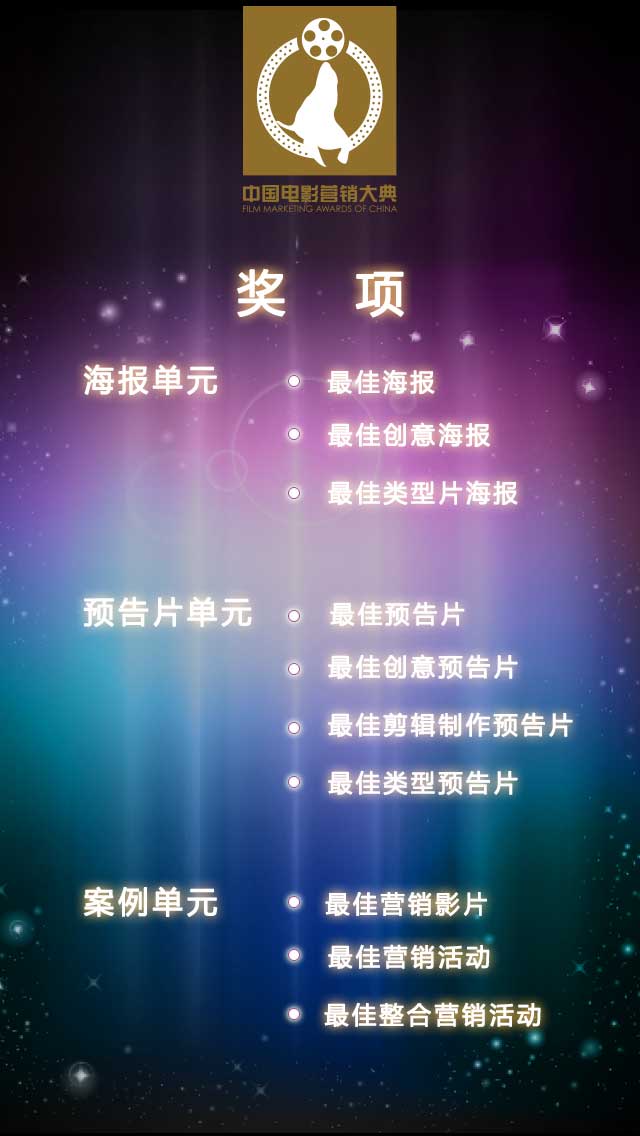 中国电影营销大典
FILM MARKETING AWARDS OF CHINA
奖 项
海报单元
最佳海报
最佳创意海报
最佳类型片海报
预告片单元
最佳预告片
最佳创意预告片
最佳剪辑制作预告片
最佳类型预告片
案例单元
最佳营销影片
最佳营销活动
最佳整合营销活动